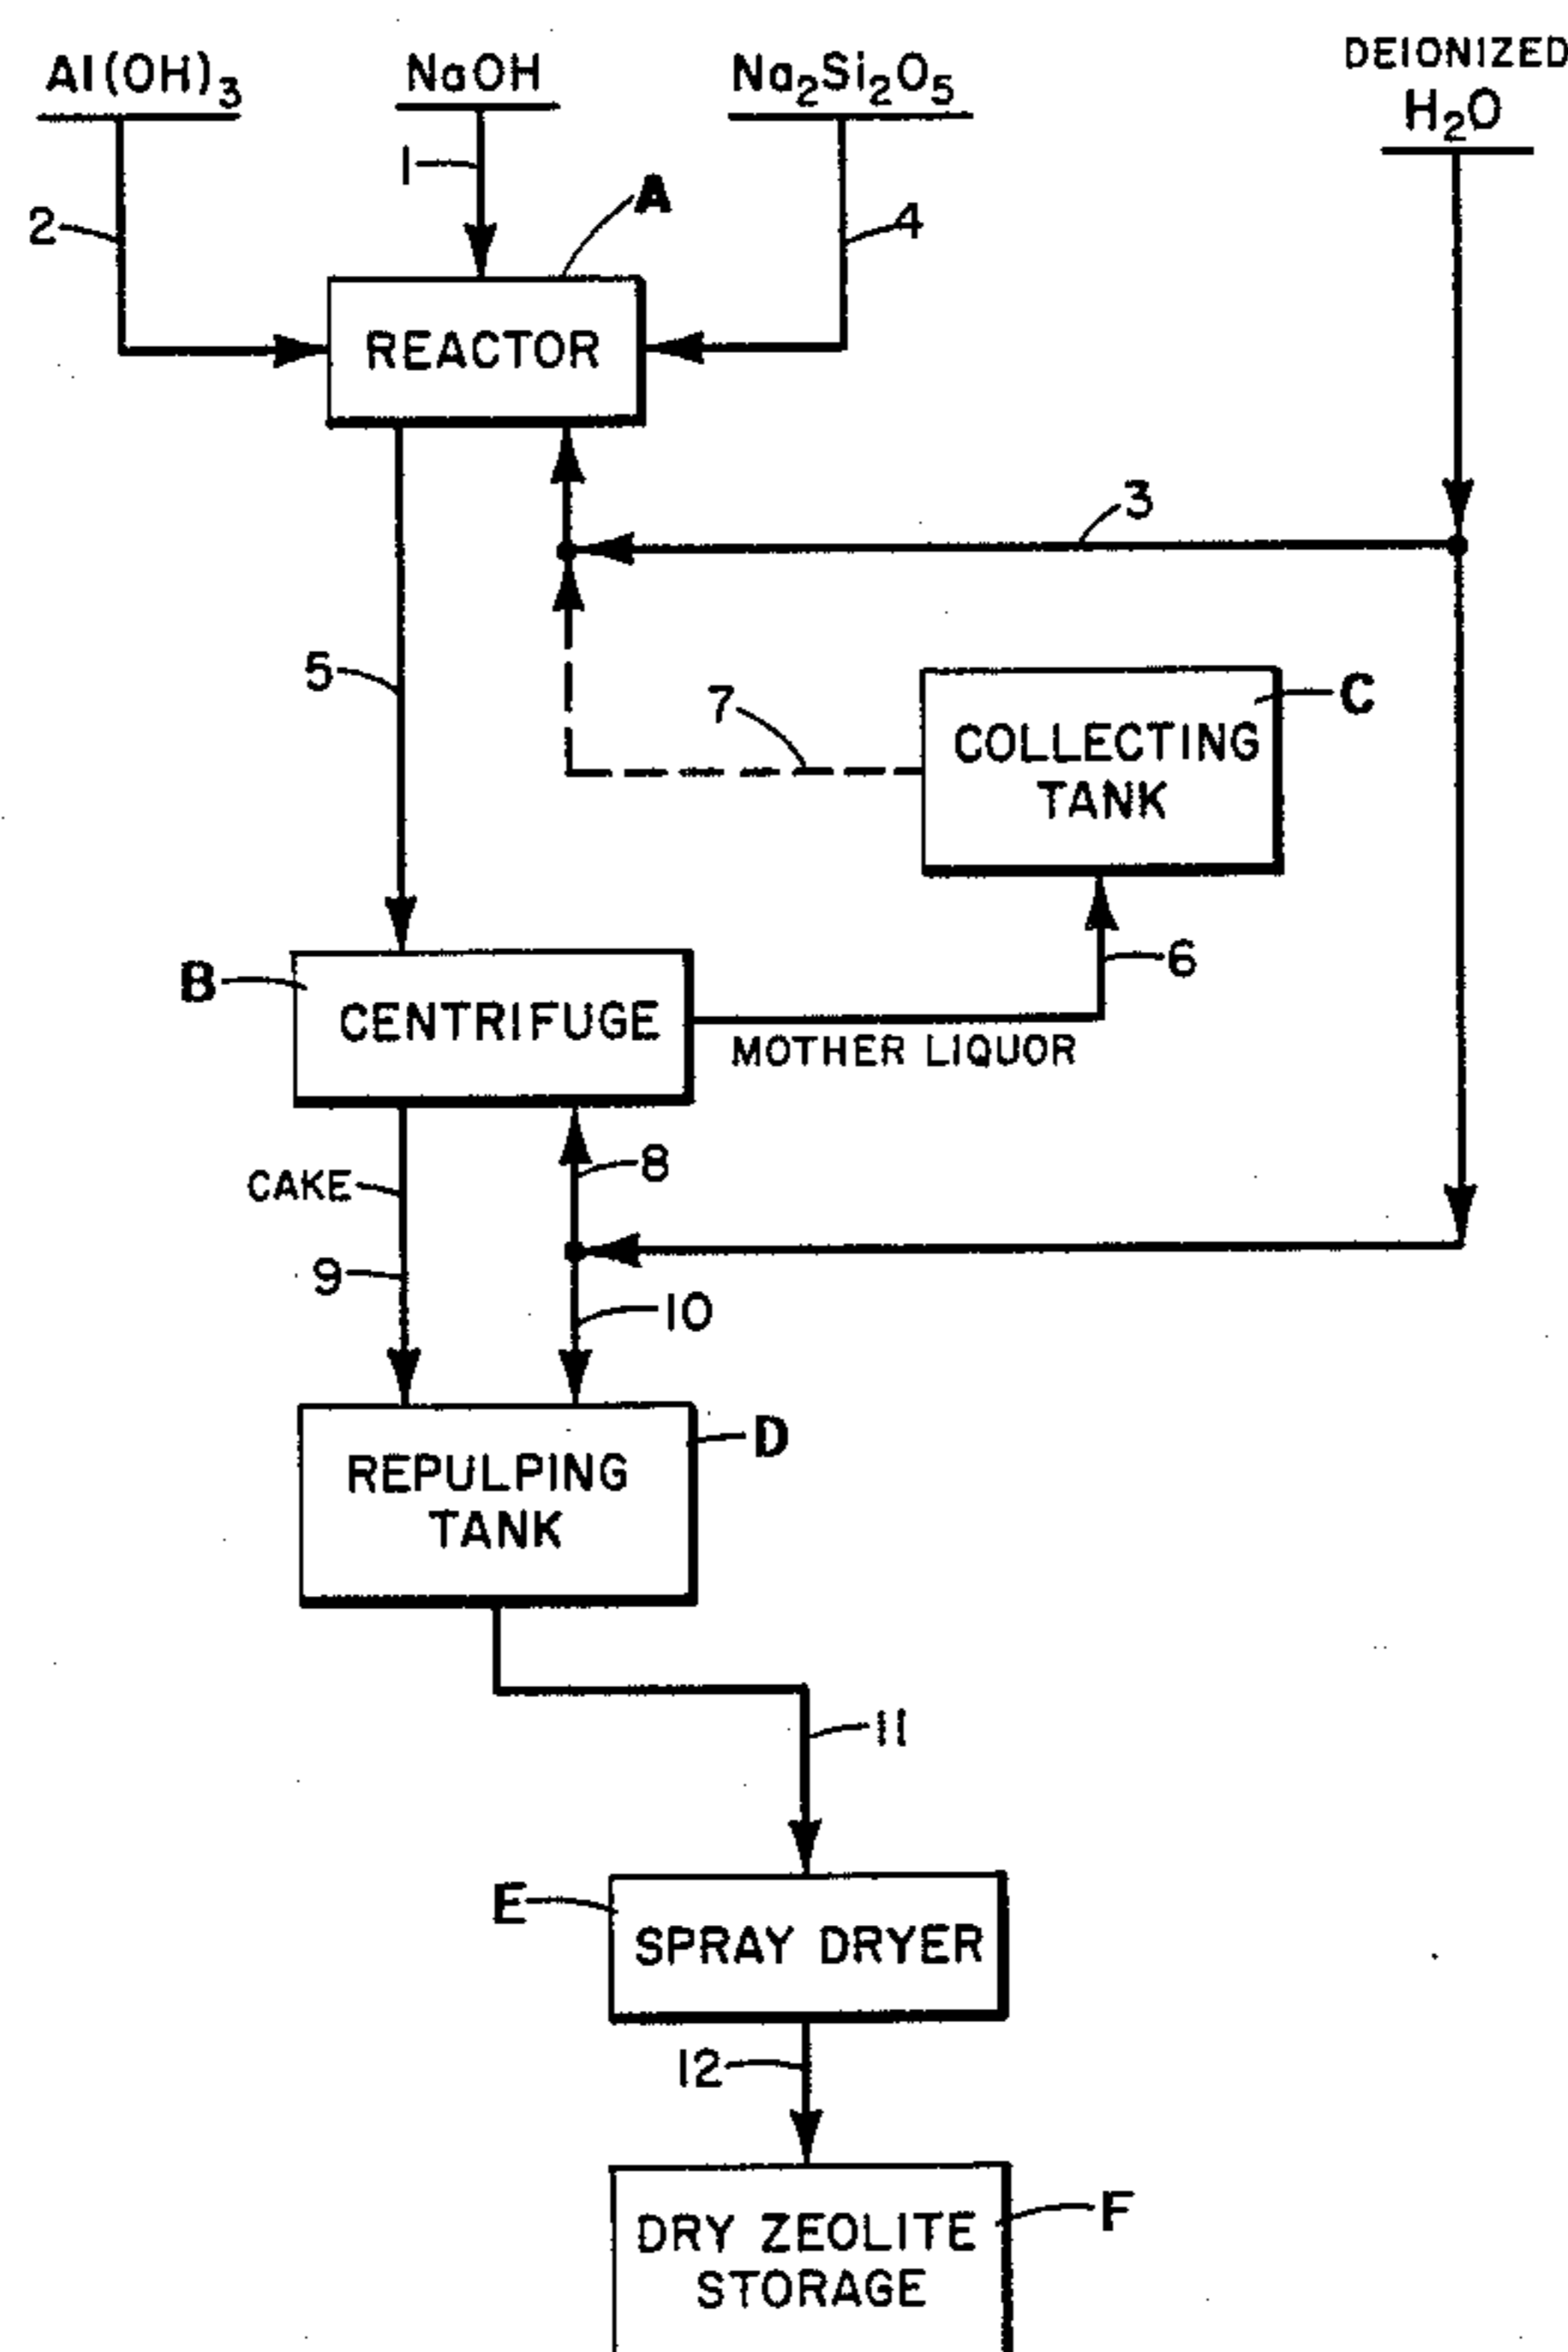 Al(OH)3
NaOH
Na2Si2O5
DEIONIZED
H2O
1
2
A
4
REACTOR
3
5
7
COLLECTING
TANK
C
B
CENTRIFUGE
6
MOTHER LIQUOR
CAKE
8
9
10
REPULPING
TANK
D
11
E
SPRAY DRYER
12
DRY ZEOLITE
STORAGE
F